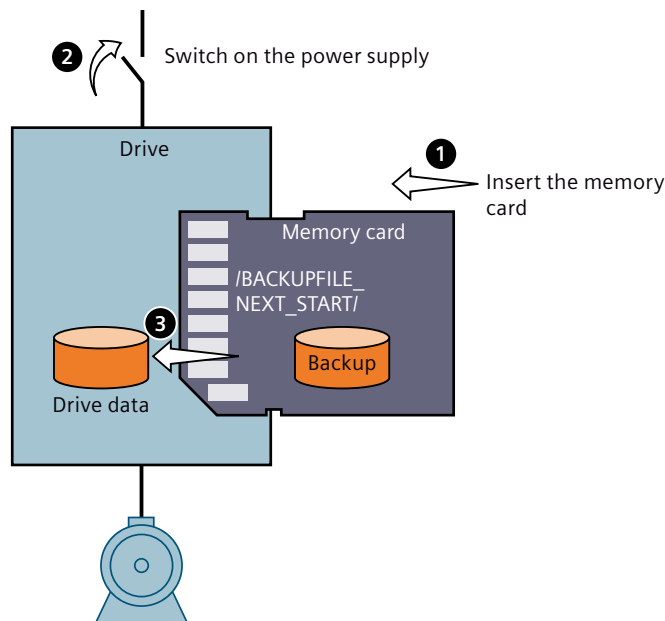 2
Switch on the power supply
Drive
1
Insert the memory
card
Memory card
/BACKUPFILE_
NEXT_START/
3
Backup
Drive data